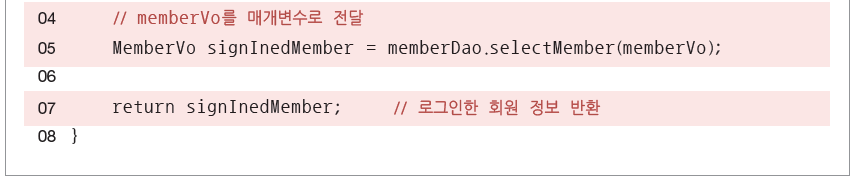 04 // memberVo를 매개변수로 전달
05 MemberVo signInedMember = memberDao.selectMember(memberVo);
06
07 return signInedMember; // 로그인한 회원 정보 반환
08 }